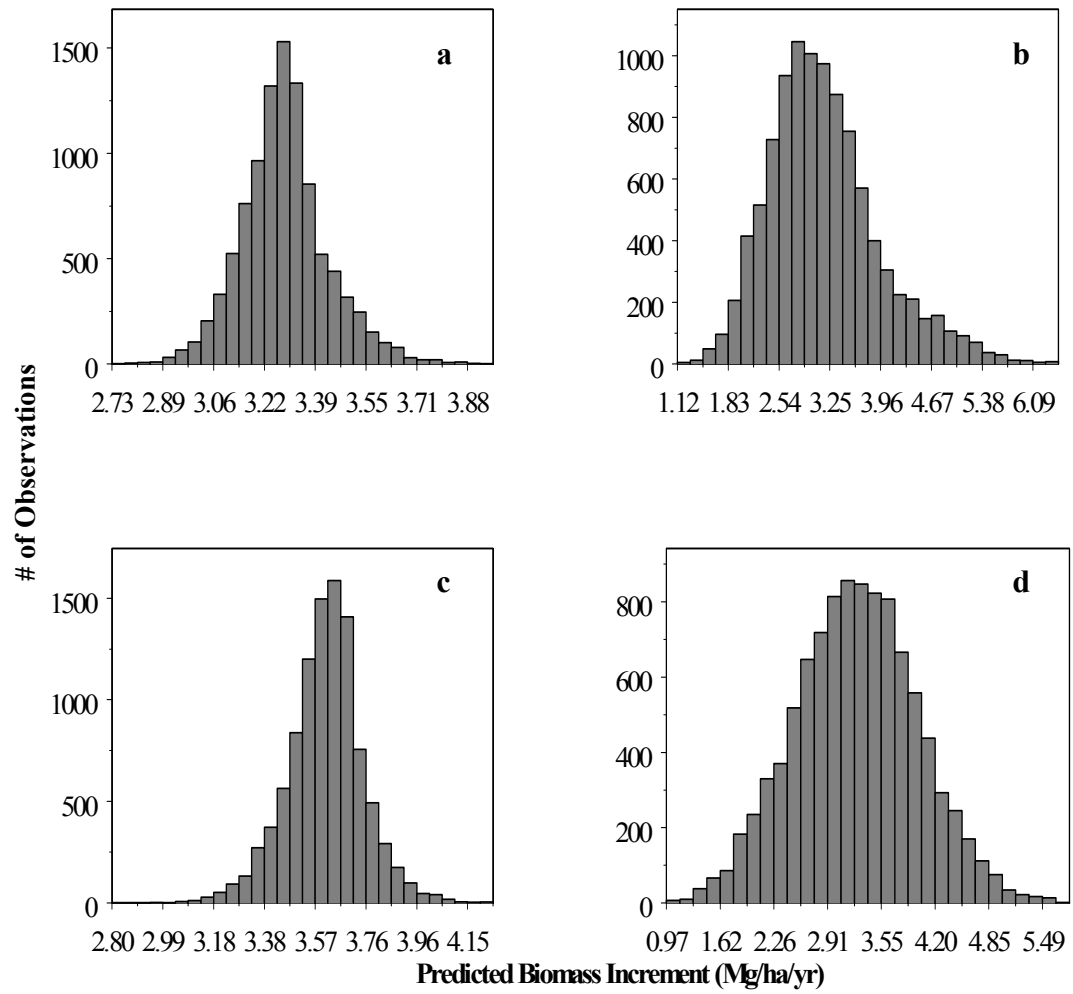 a
1500
1000
500
0
2.73 2.89 3.06 3.22 3.39 3.55 3.71 3.88
b
1000
800
600
400
200
0
1.12 1.83 2.54 3.25 3.96 4.67 5.38 6.09
# of Observations
c
1500
1000
500
0
2.80 2.99 3.18 3.38 3.57 3.76 3.96 4.15
d
800
600
400
200
0
0.97 1.62 2.26 2.91 3.55 4.20 4.85 5.49
Predicted Biomass Increment (Mg/ha/yr)